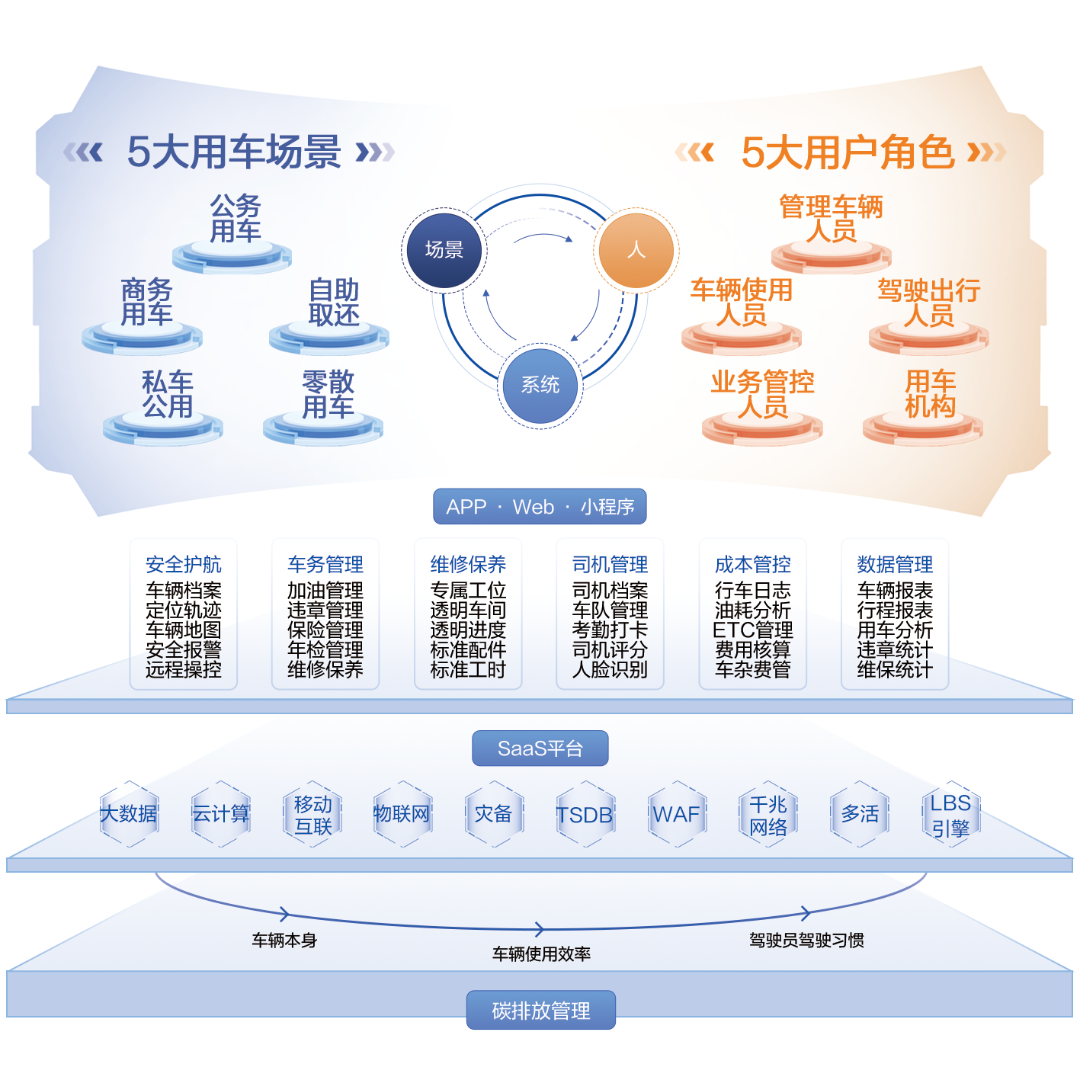 5大用车场景
公务
用车
商务
用车
自助
取还
私车
公用
零散
用车
场景
人
系统
5大用户角色
管理车辆
人员
车辆使用
人员
驾驶出行
人员
业务管控
人员
用车
机构
APP · Web · 小程序
安全护航
车辆档案
定位轨迹
车辆地图
安全报警
远程操控
车务管理
加油管理
违章管理
保险管理
年检管理
维修保养
维修保养
专属工位
透明车间
透明进度
标准配件
标准工时
司机管理
司机档案
车队管理
考勤打卡
司机评分
人脸识别
成本管控
行车日志
油耗分析
ETC管理
费用核算
车杂费管
数据管理
车辆报表
行程报表
用车分析
违章统计
维保统计
SaaS平台
大数据
云计算
移动
互联
物联网
灾备
TSDB
WAF
千兆
网络
多活
LBS
引擎
车辆本身
车辆使用效率
驾驶员驾驶习惯
碳排放管理